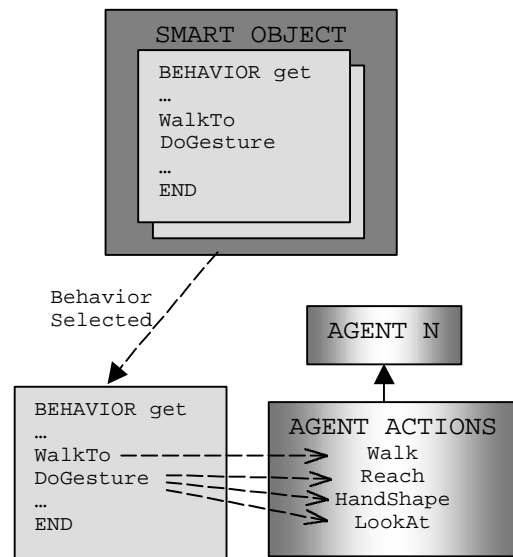 SMART OBJECT
BEHAVIOR get
…
WalkTo
DoGesture
…
END
Behavior
Selected
AGENT N
BEHAVIOR get
…
WalkTo
DoGesture
…
END
AGENT ACTIONS
Walk
Reach
HandShape
LookAt